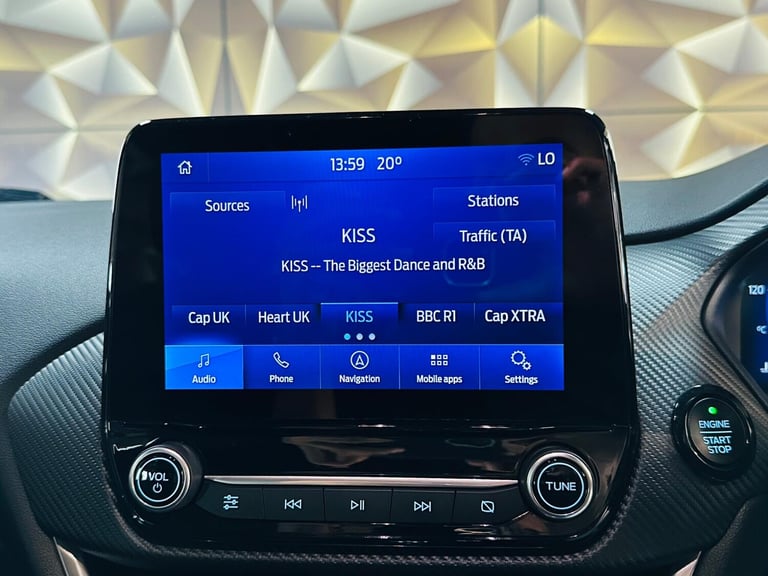 13:59 20° LO
Sources Stations
KISS
Traffic (TA)
KISS -- The Biggest Dance and R&B
Cap UK Heart UK KISS BBC R1 Cap XTRA
Audio Phone Navigation Mobile apps Settings
VOL
TUNE
120
°C
ENGINE
START
STOP